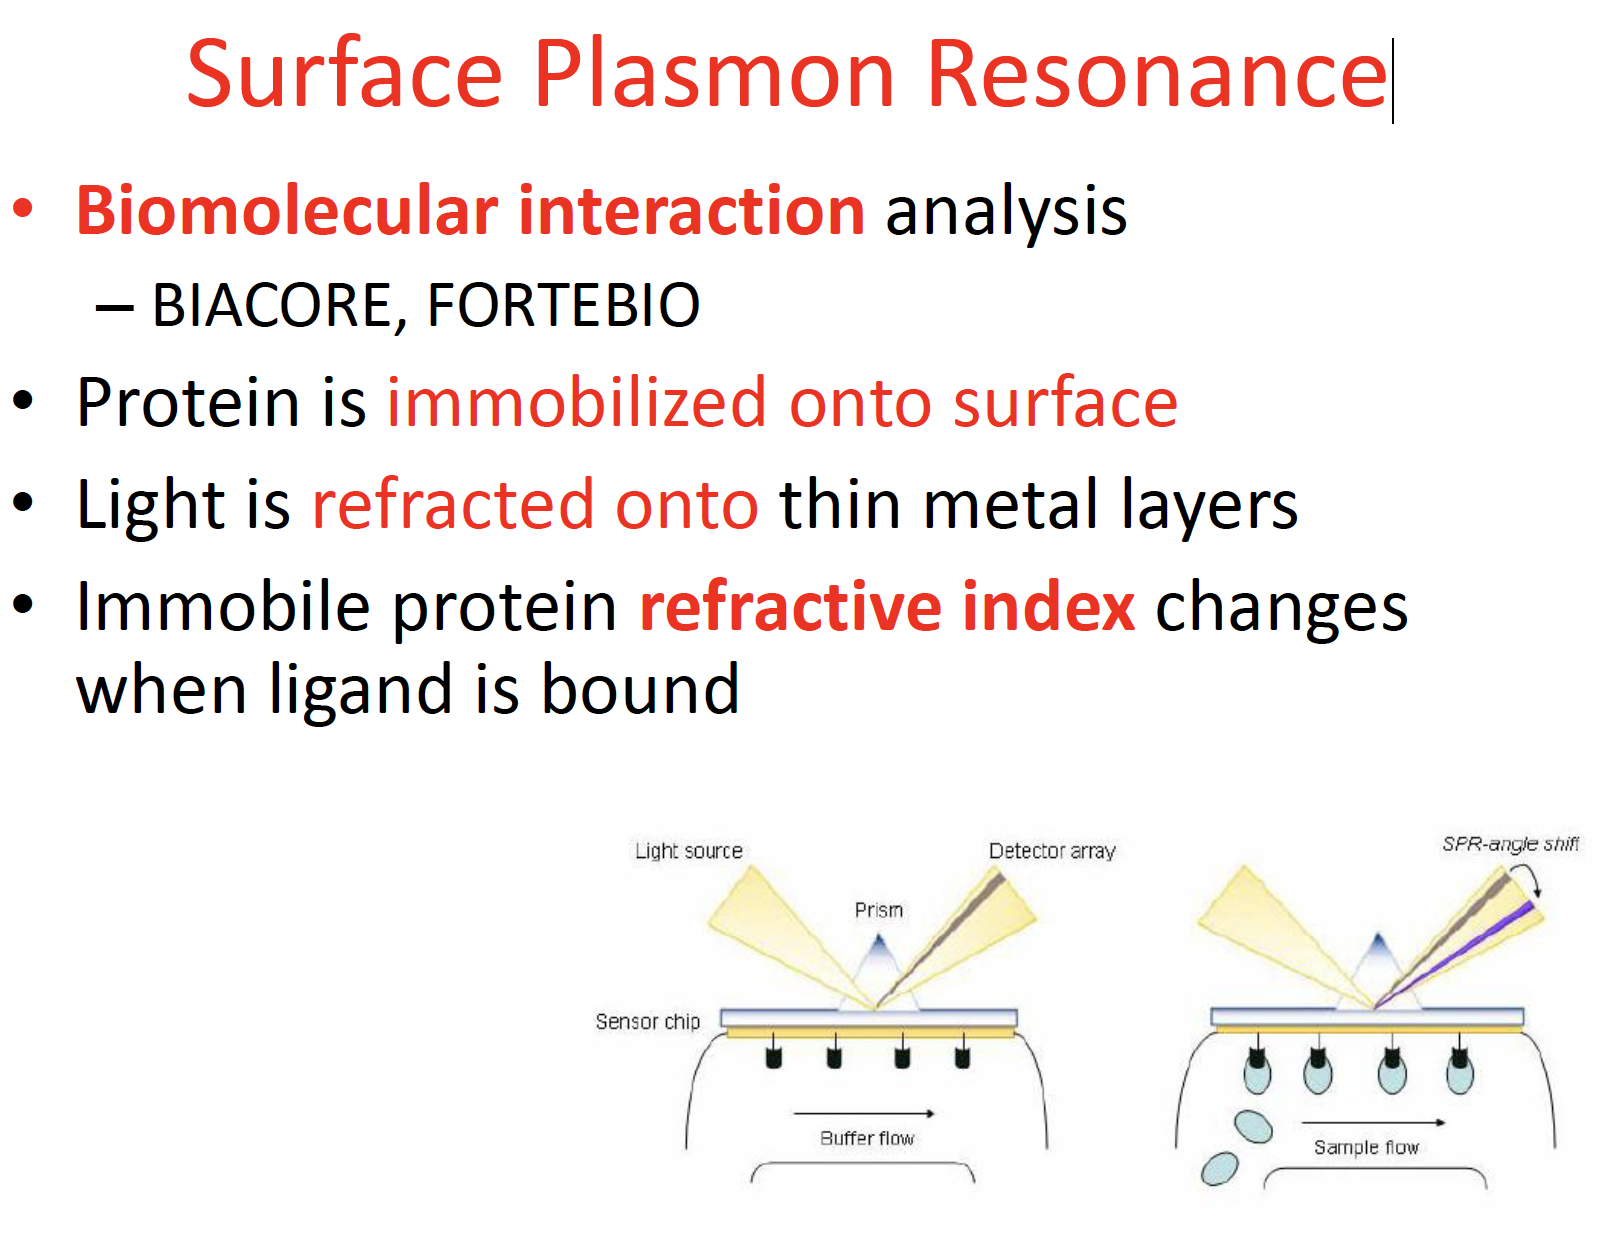 Surface Plasmon Resonance
• Biomolecular interaction analysis
– BIACORE, FORTEBIO
• Protein is immobilized onto surface
• Light is refracted onto thin metal layers
• Immobile protein refractive index changes
when ligand is bound
Light source
Detector array
Prism
Sensor chip
Buffer flow
SPR-angle shift
Sample flow